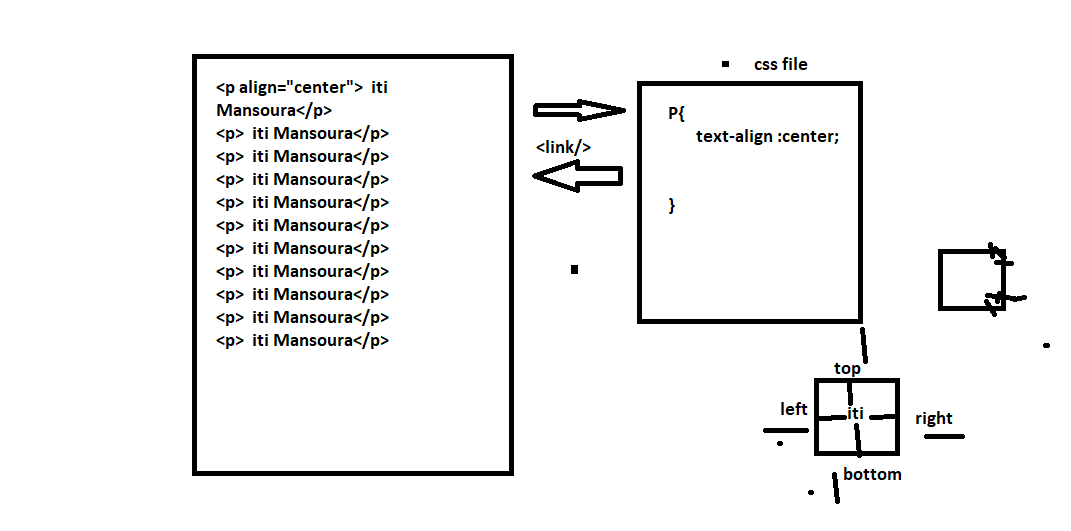 <p align="center"> iti
Mansoura</p>
<p> iti Mansoura</p>
<p> iti Mansoura</p>
<p> iti Mansoura</p>
<p> iti Mansoura</p>
<p> iti Mansoura</p>
<p> iti Mansoura</p>
<p> iti Mansoura</p>
<p> iti Mansoura</p>
<p> iti Mansoura</p>
<p> iti Mansoura</p>
<link/>
css file
P{
text-align :center;
}
top
left
iti
right
bottom